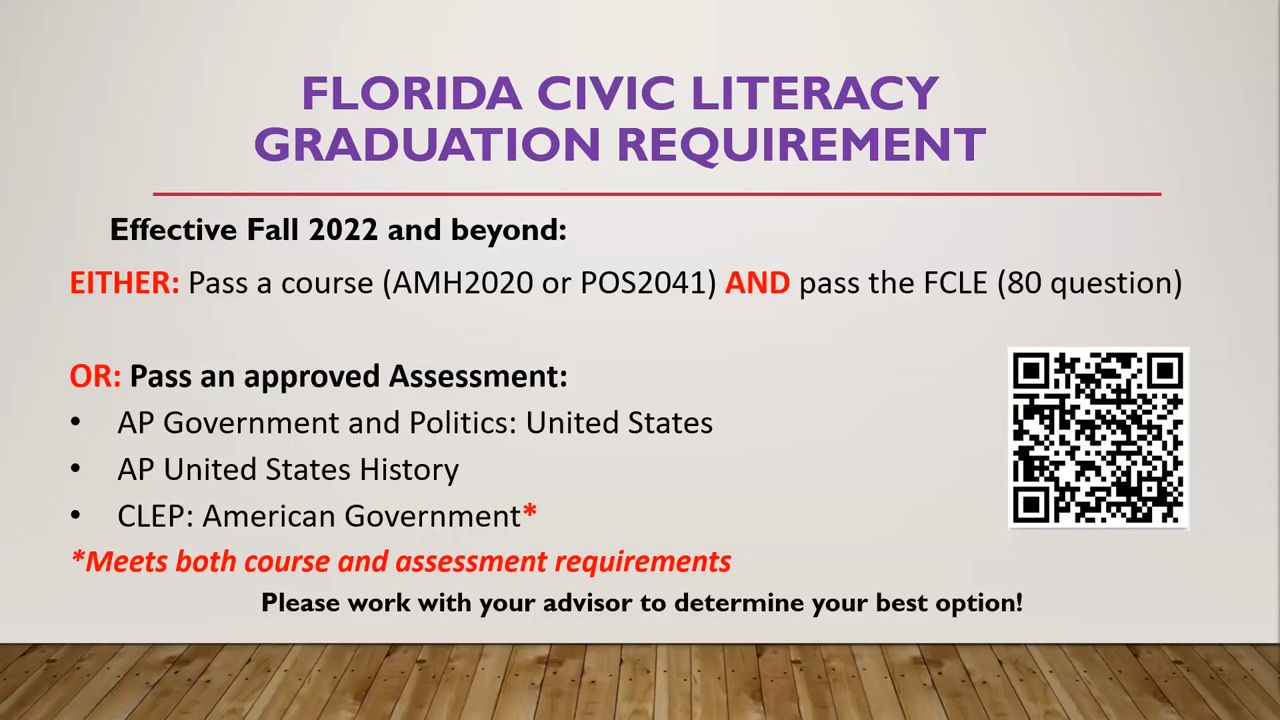 FLORIDA CIVIC LITERACY
GRADUATION REQUIREMENT
Effective Fall 2022 and beyond:
EITHER: Pass a course (AMH2020 or POS2041) AND pass the FCLE (80 question)
OR: Pass an approved Assessment:
• AP Government and Politics: United States
• AP United States History
• CLEP: American Government*
*Meets both course and assessment requirements
Please work with your advisor to determine your best option!